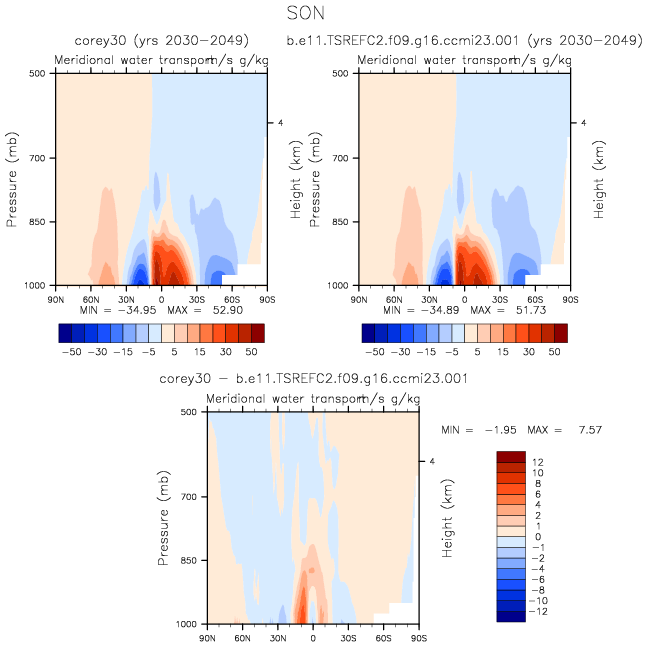 SON
corey30 (yrs 2030-2049)
Meridional water transport m/s g/kg
500
700
850
1000
Pressure (mb)
4
Height (km)
90N 60N 30N 0 30S 60S 90S
MIN = -34.95 MAX = 52.90
-50 -30 -15 -5 5 15 30 50
b.e11.TSREFC2.f09.g16.ccmi23.001 (yrs 2030-2049)
Meridional water transport m/s g/kg
500
700
850
1000
Pressure (mb)
4
Height (km)
90N 60N 30N 0 30S 60S 90S
MIN = -34.89 MAX = 51.73
-50 -30 -15 -5 5 15 30 50
corey30 - b.e11.TSREFC2.f09.g16.ccmi23.001
Meridional water transport m/s g/kg
500
700
850
1000
Pressure (mb)
4
Height (km)
90N 60N 30N 0 30S 60S 90S
MIN = -1.95 MAX = 7.57
12
10
8
6
4
2
1
0
-1
-2
-4
-6
-8
-10
-12